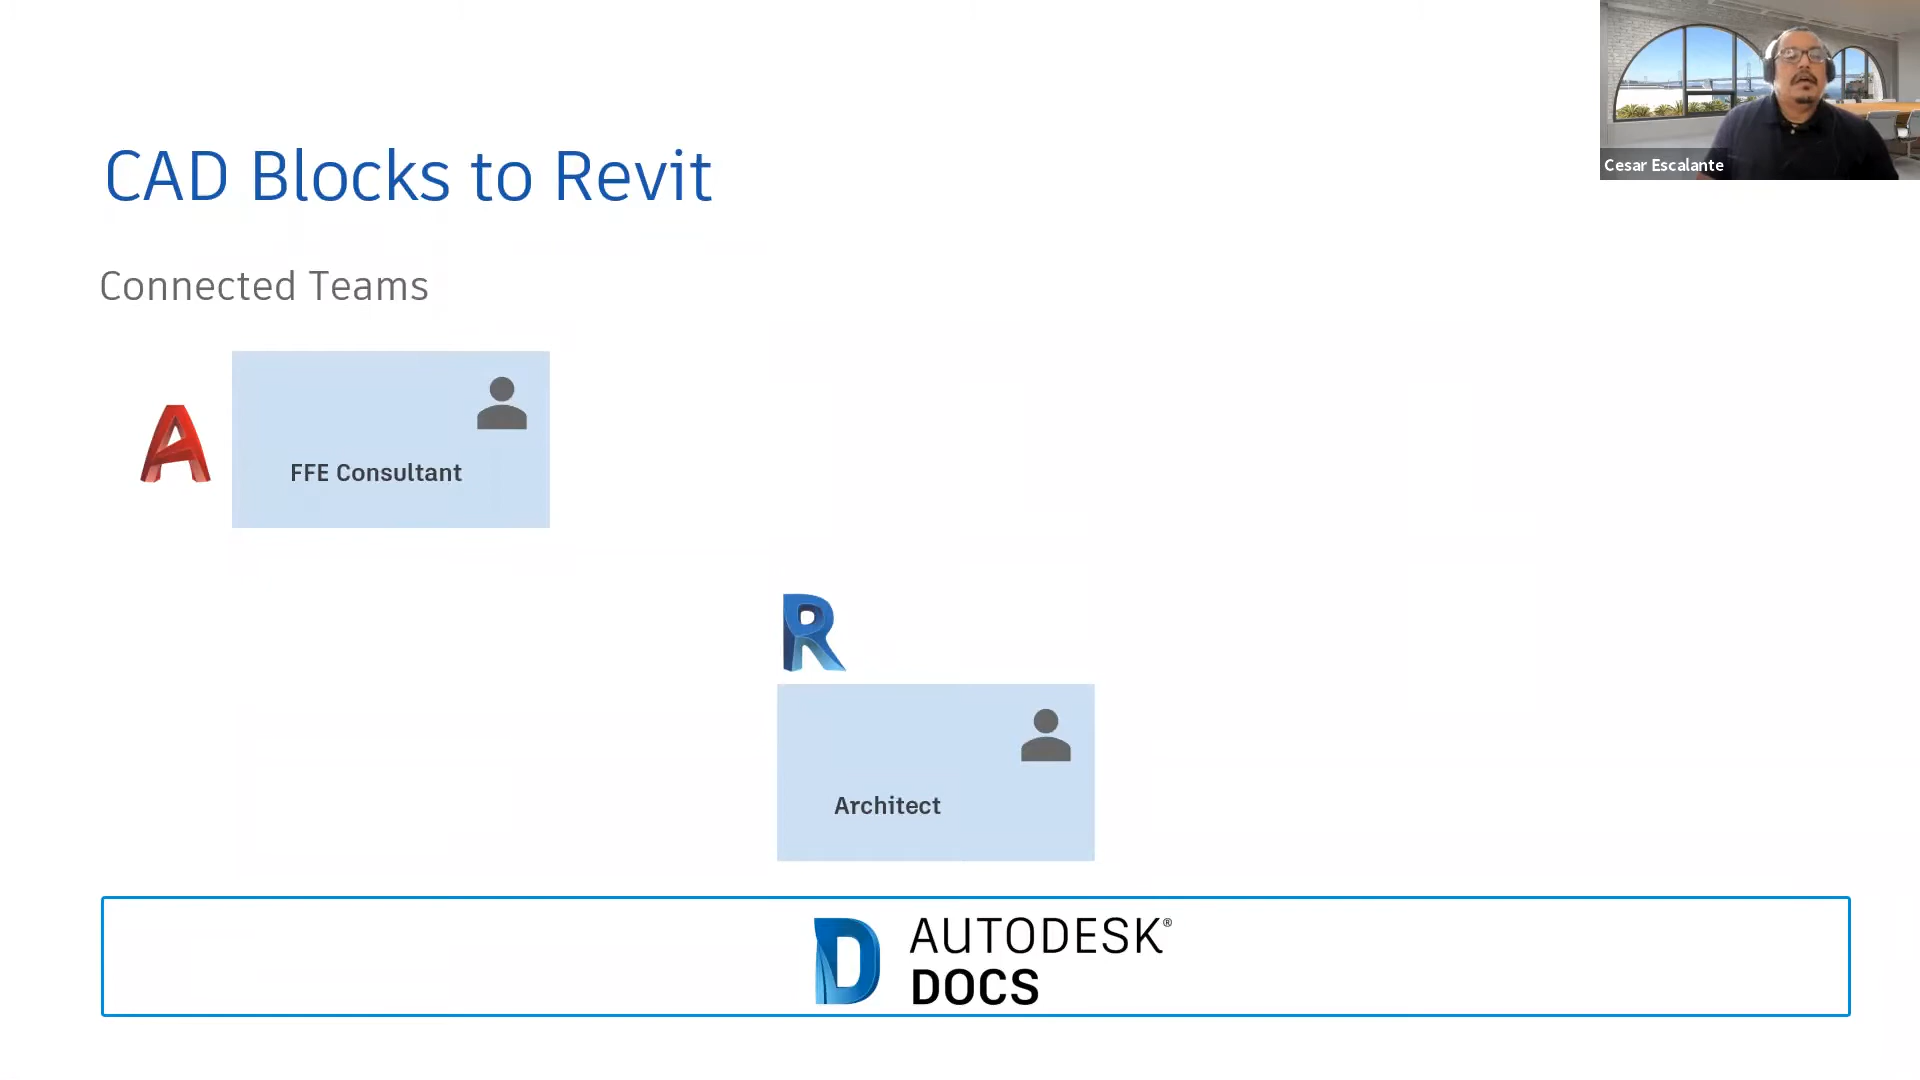 Cesar Escalante
CAD Blocks to Revit
Connected Teams
FFE Consultant
Architect
AUTODESK®
DOCS